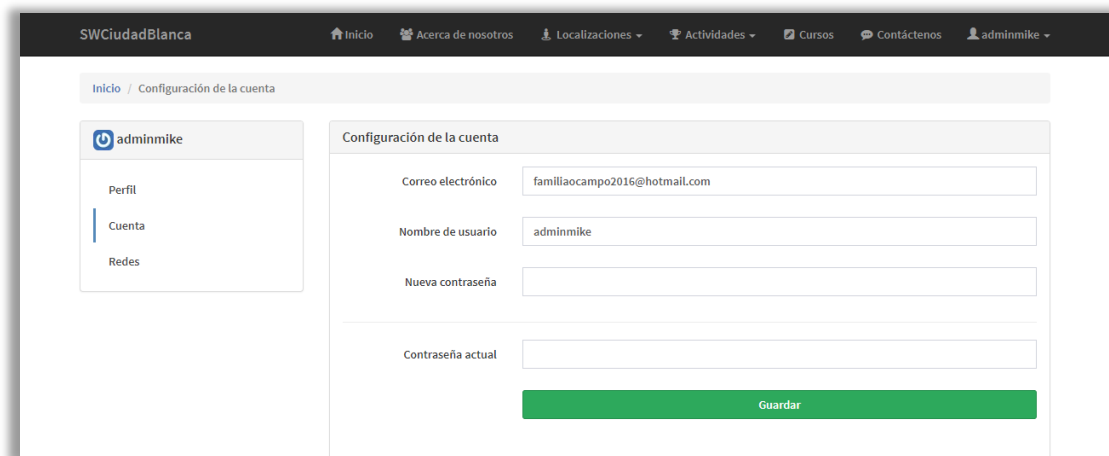 SWCiudadBlanca Inicio Acerca de nosotros Localizaciones Actividades Cursos Contáctenos adminmike
Inicio / Configuración de la cuenta
adminmike
Perfil
Cuenta
Redes
Configuración de la cuenta
Correo electrónico familiaocampo2016@hotmail.com
Nombre de usuario adminmike
Nueva contraseña
Contraseña actual
Guardar